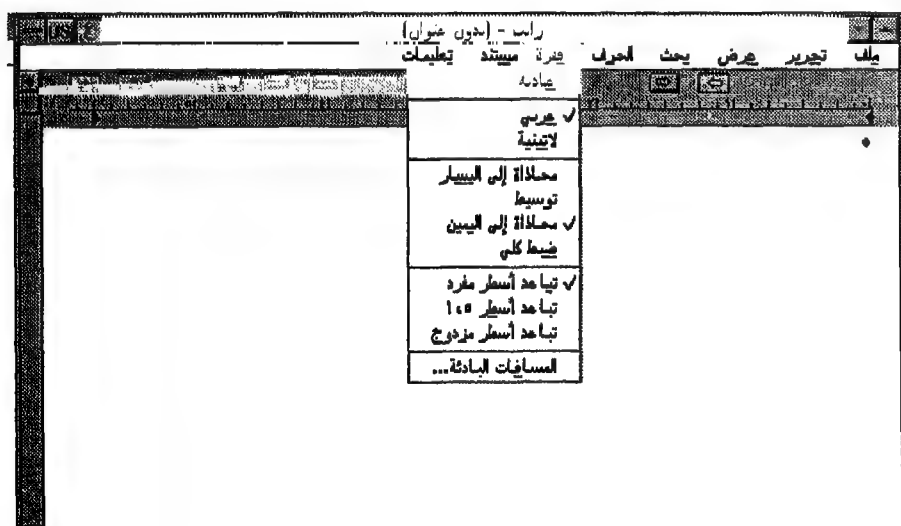 راتب - (بدون عنوان)
ملف تحرير عرض بحث الحرف فقرة مستند تعليمات
عادية
عربي
لاتينية
محاذاة إلى اليسار
توسيط
محاذاة إلى اليمين
ضبط كلي
تباعد أسطر مفرد
تباعد أسطر ١،٥
تباعد أسطر مزدوج
المسافات البادئة...